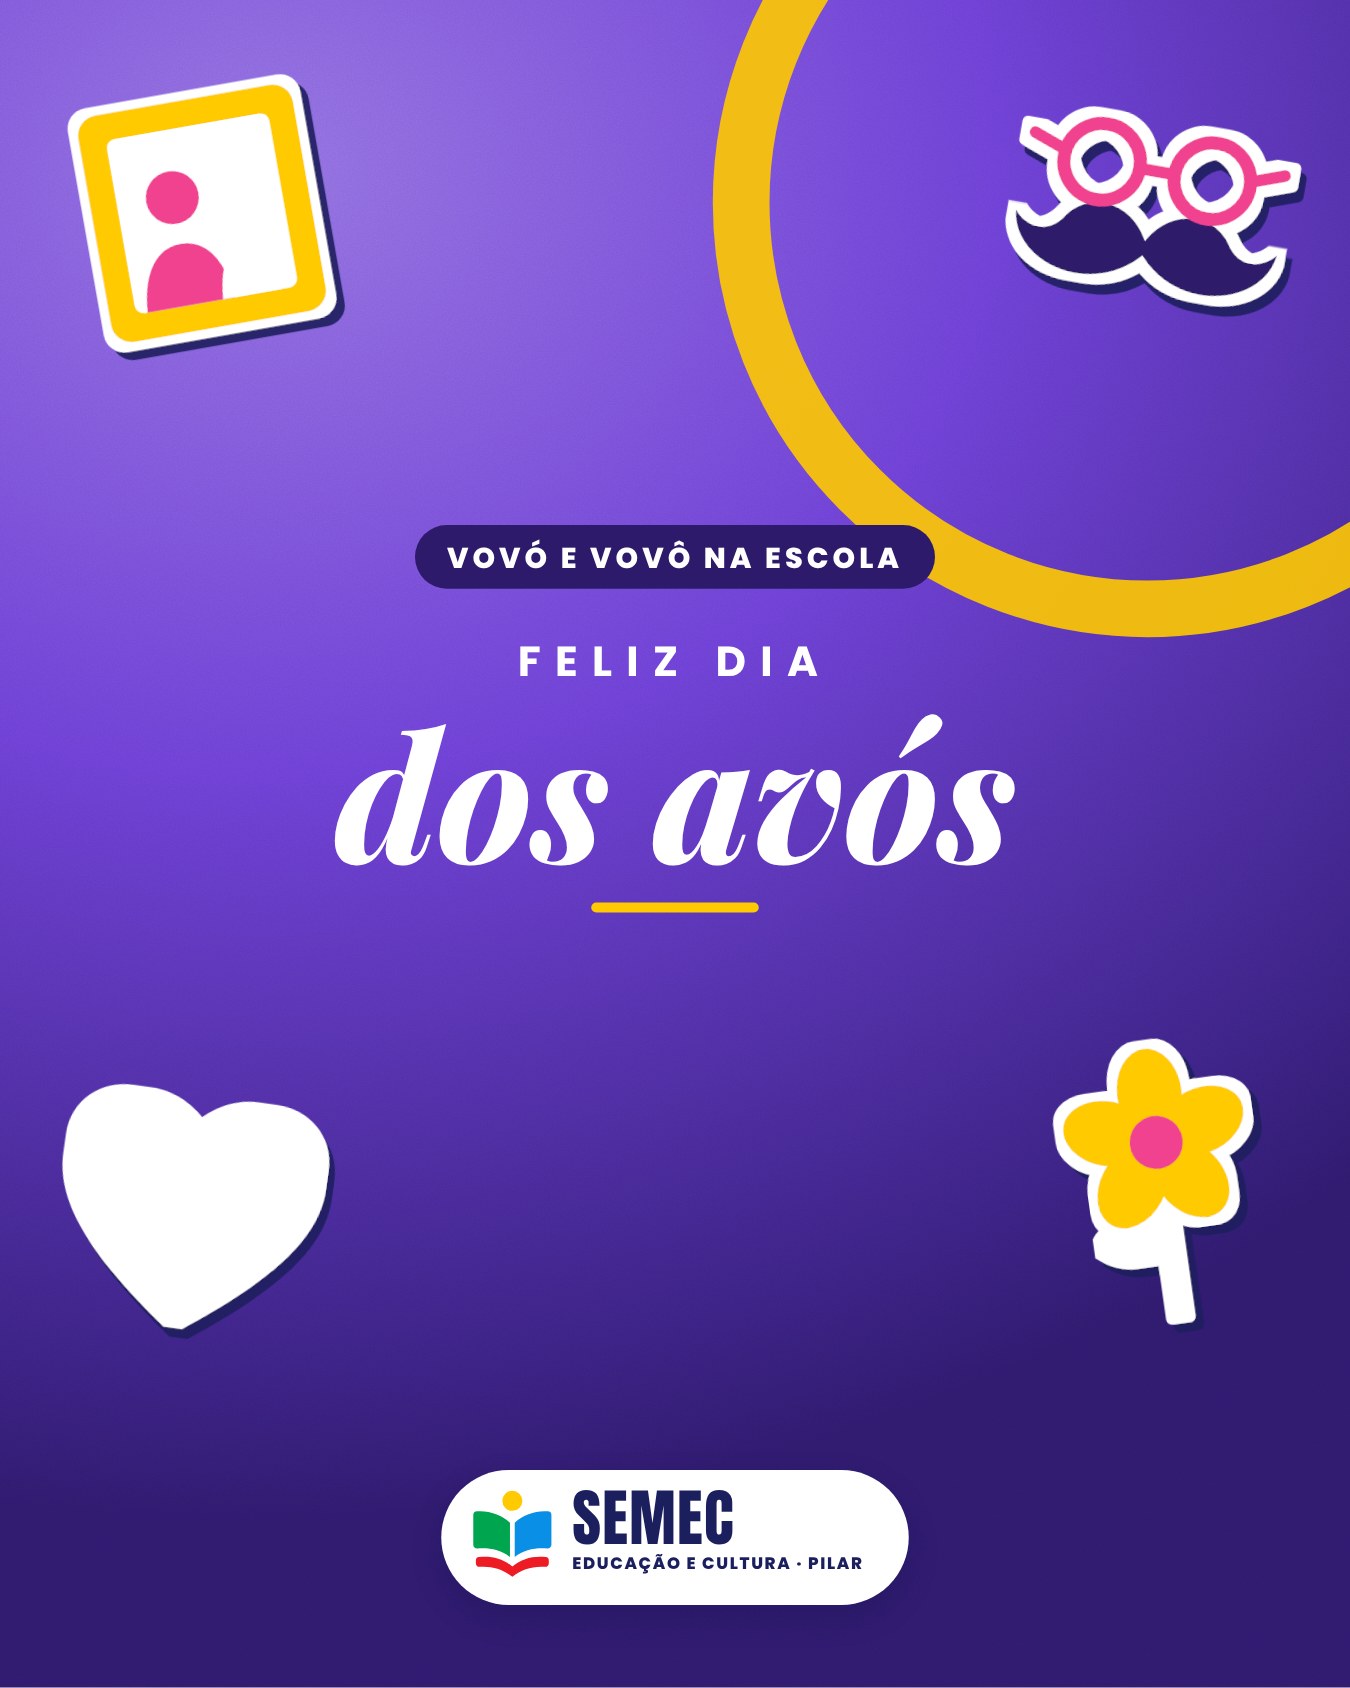 VOVÓ E VOVÔ NA ESCOLA
FELIZ DIA
dos avós
SEMEC
EDUCAÇÃO E CULTURA · PILAR